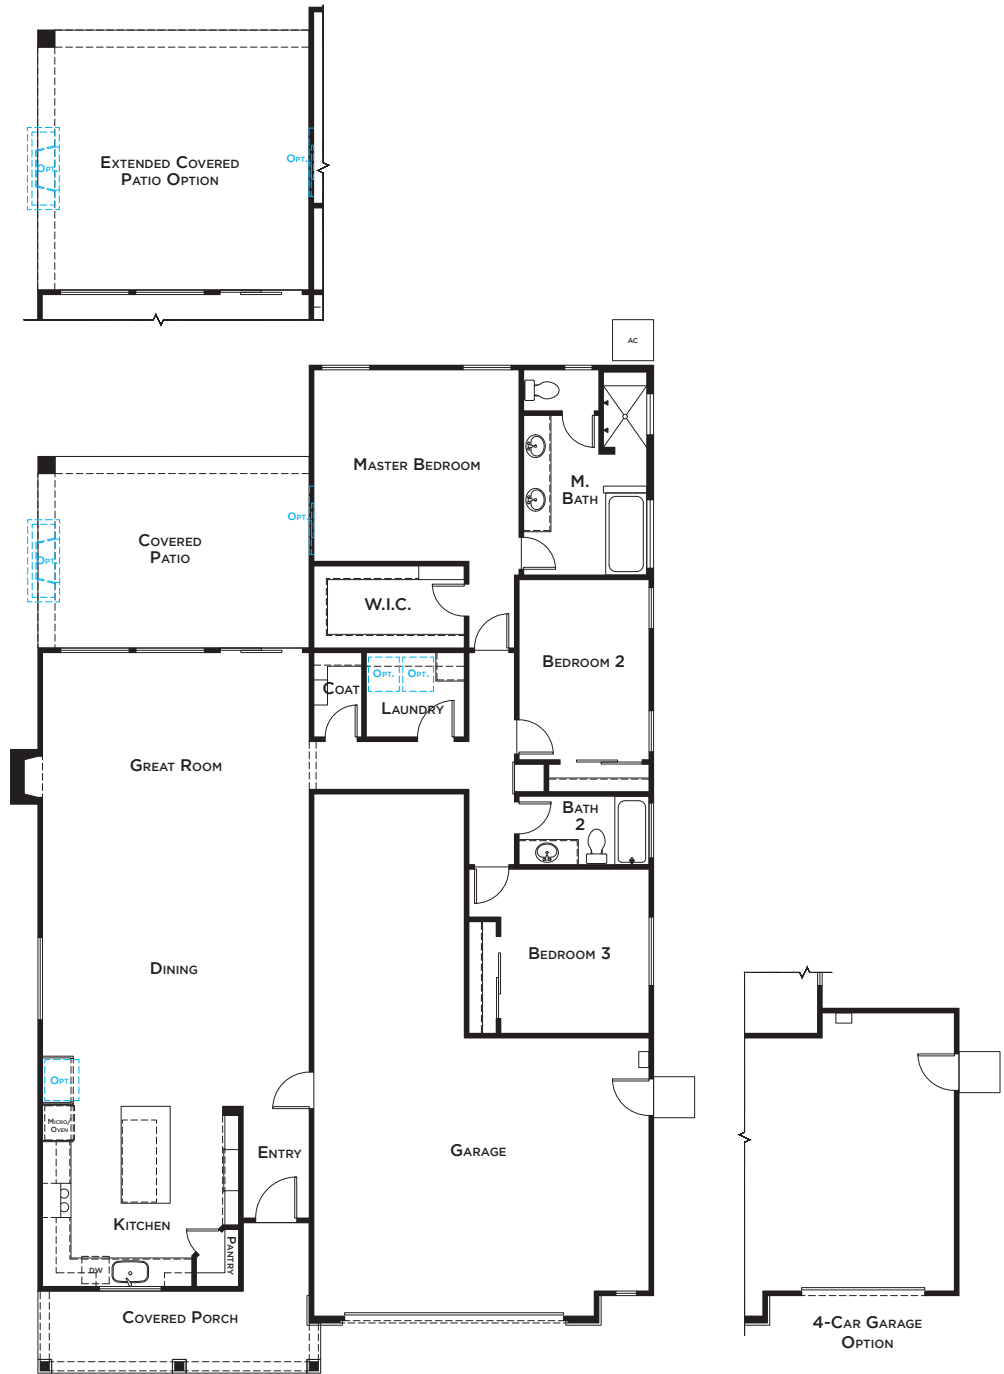 Extended Covered
Patio Option
Opt.
Opt.
AC
Master Bedroom
M.
Bath
Covered
Patio
Opt.
Opt.
W.I.C.
Bedroom 2
Opt.
Opt.
Coat
Laundry
Great Room
Bath
2
Bedroom 3
Dining
Opt.
Micro/
Oven
Entry
Garage
Kitchen
Pantry
DW
Covered Porch
4-Car Garage
Option